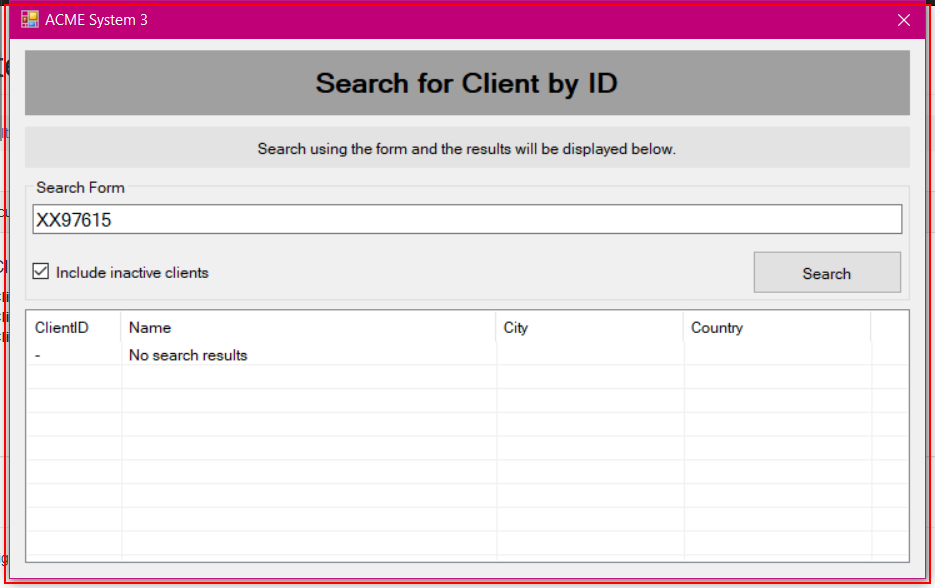 ACME System 3
Search for Client by ID
Search using the form and the results will be displayed below.
Search Form
XX97615
Include inactive clients
Search
ClientID Name City Country
- No search results